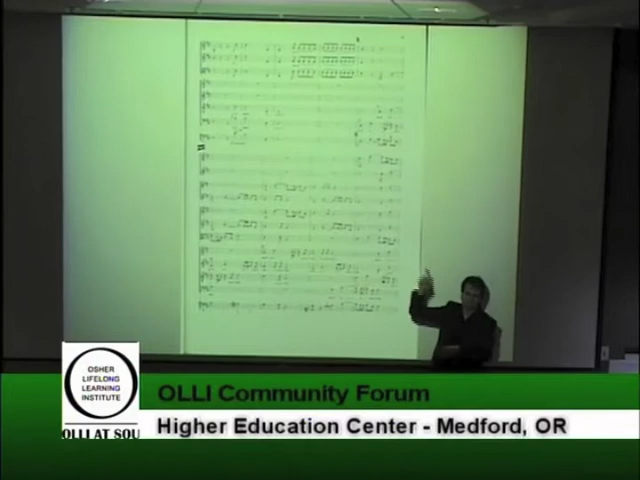 OSHER
LIFELONG
LEARNING
INSTITUTE
OLLI AT SOU
OLLI Community Forum
Higher Education Center - Medford, OR